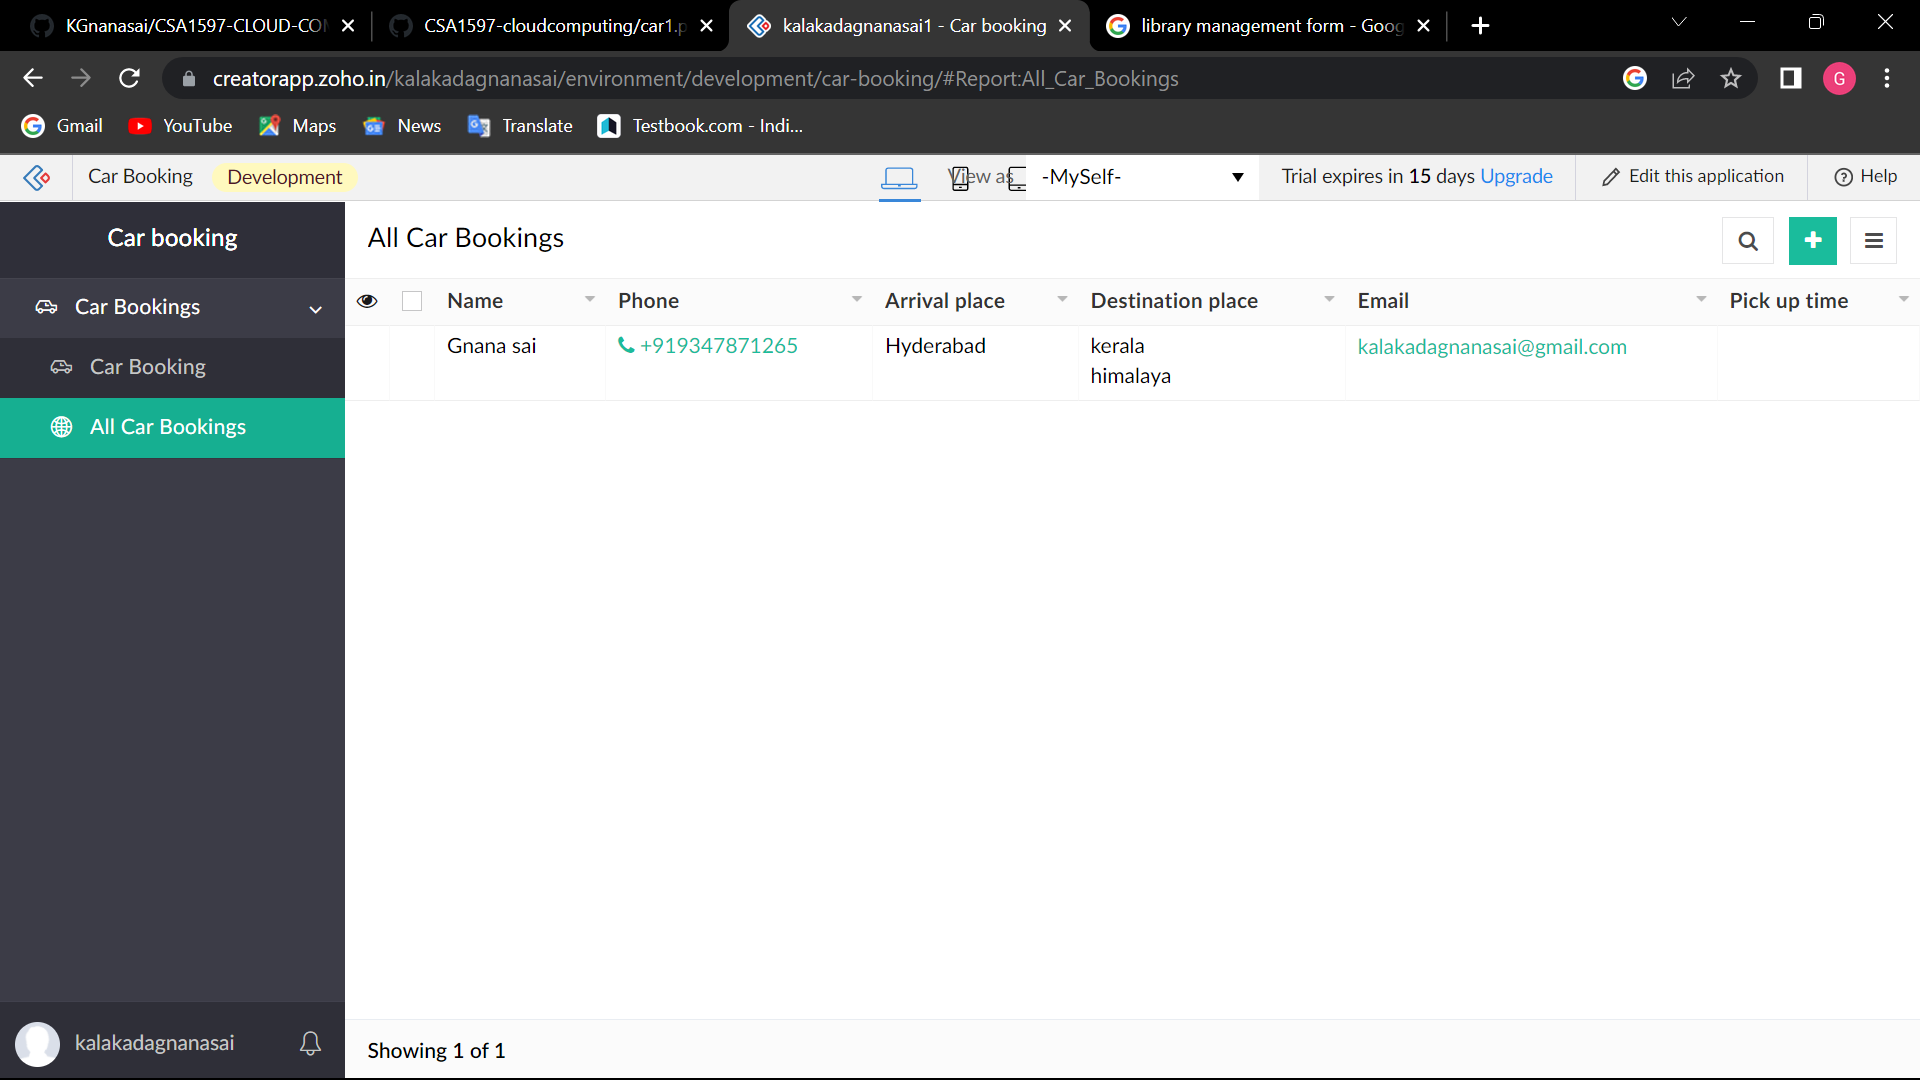 KGnanasai/CSA1597-CLOUD-CO
CSA1597-cloudcomputing/car1.p
kalakadagnanasai1 - Car booking
library management form - Goog
creatorapp.zoho.in/kalakadagnanasai/environment/development/car-booking/#Report:All_Car_Bookings
G
Gmail
YouTube
Maps
News
Translate
Testbook.com - Indi...
Car Booking
Development
View as
-MySelf-
Trial expires in 15 days Upgrade
Edit this application
Help
Car booking
All Car Bookings
Car Bookings
Car Booking
All Car Bookings
Name
Phone
Arrival place
Destination place
Email
Pick up time
Gnana sai
+919347871265
Hyderabad
kerala
himalaya
kalakadagnanasai@gmail.com
kalakadagnanasai
Showing 1 of 1